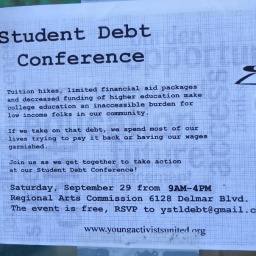 Student Debt
Conference
Tuition hikes, limited financial aid packages
and decreased funding of higher education make
college education an inaccessible burden for
low income folks in our community.
If we take on that debt, we spend most of our
lives trying to pay it back or having our wages
garnished.
Join us as we get together to take action
at our Student Debt Conference!
Saturday, September 29 from 9AM-4PM
Regional Arts Commission 6128 Delmar Blvd.
The event is free, RSVP to ystldebt@gmail.c
www.youngactivistsunited.org